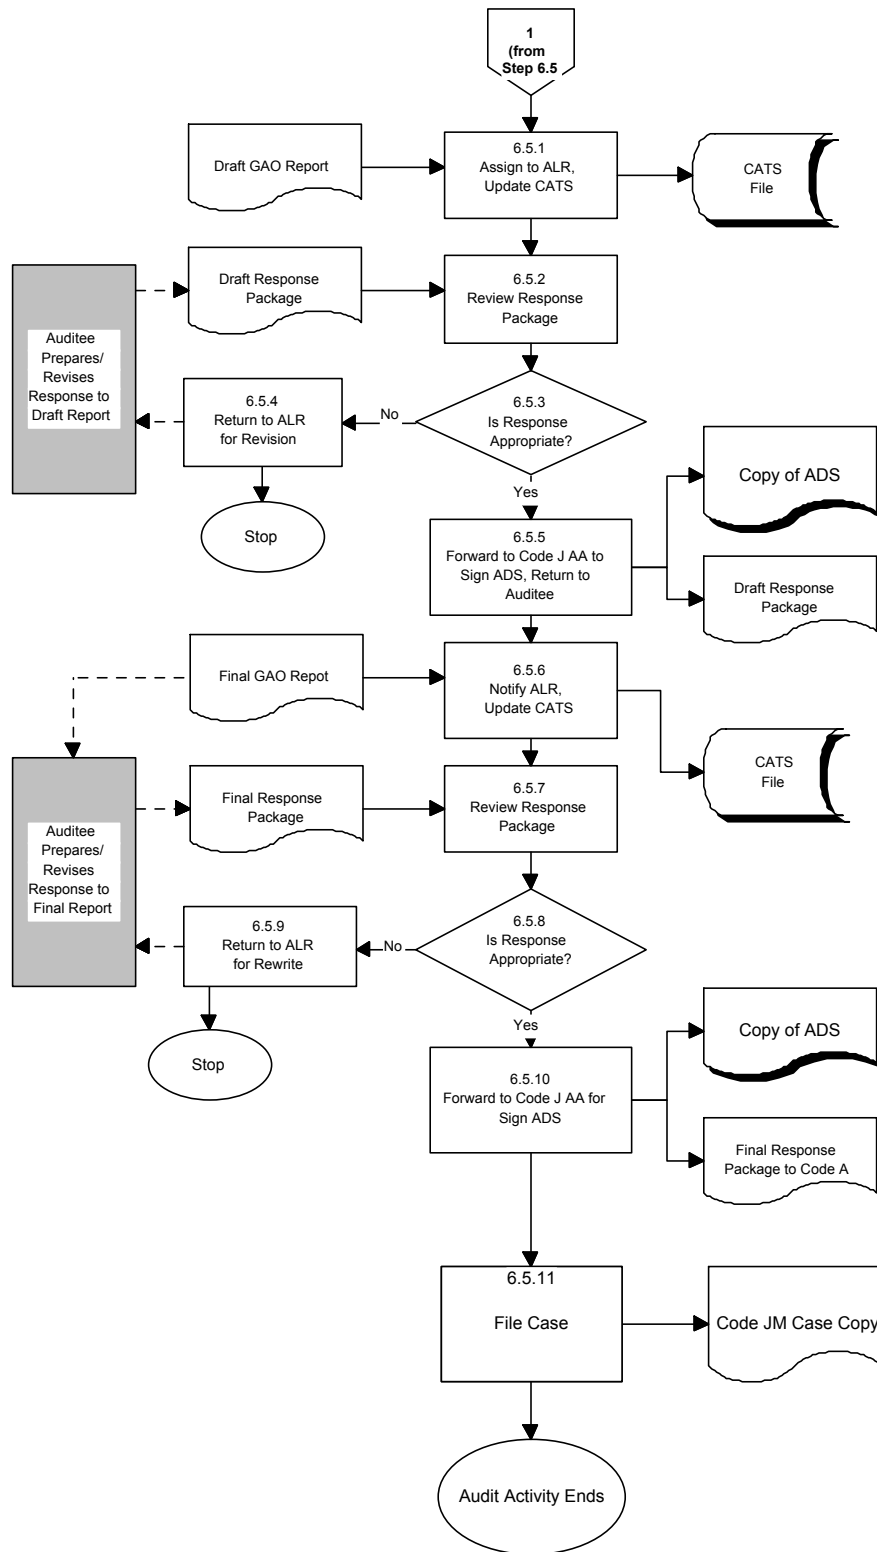 1
(from
Step 6.5
Draft GAO Report
6.5.1
Assign to ALR,
Update CATS
CATS
File
Draft Response
Package
6.5.2
Review Response
Package
Auditee
Prepares/
Revises
Response to
Draft Report
6.5.4
Return to ALR
for Revision
No
6.5.3
Is Response
Appropriate?
Yes
Stop
Copy of ADS
6.5.5
Forward to Code J AA to
Sign ADS, Return to
Auditee
Draft Response
Package
Final GAO Repot
6.5.6
Notify ALR,
Update CATS
CATS
File
Final Response
Package
6.5.7
Review Response
Package
Auditee
Prepares/
Revises
Response to
Final Report
6.5.9
Return to ALR
for Rewrite
No
6.5.8
Is Response
Appropriate?
Yes
Stop
Copy of ADS
6.5.10
Forward to Code J AA for
Sign ADS
Final Response
Package to Code A
6.5.11
File Case
Code JM Case Copy
Audit Activity Ends